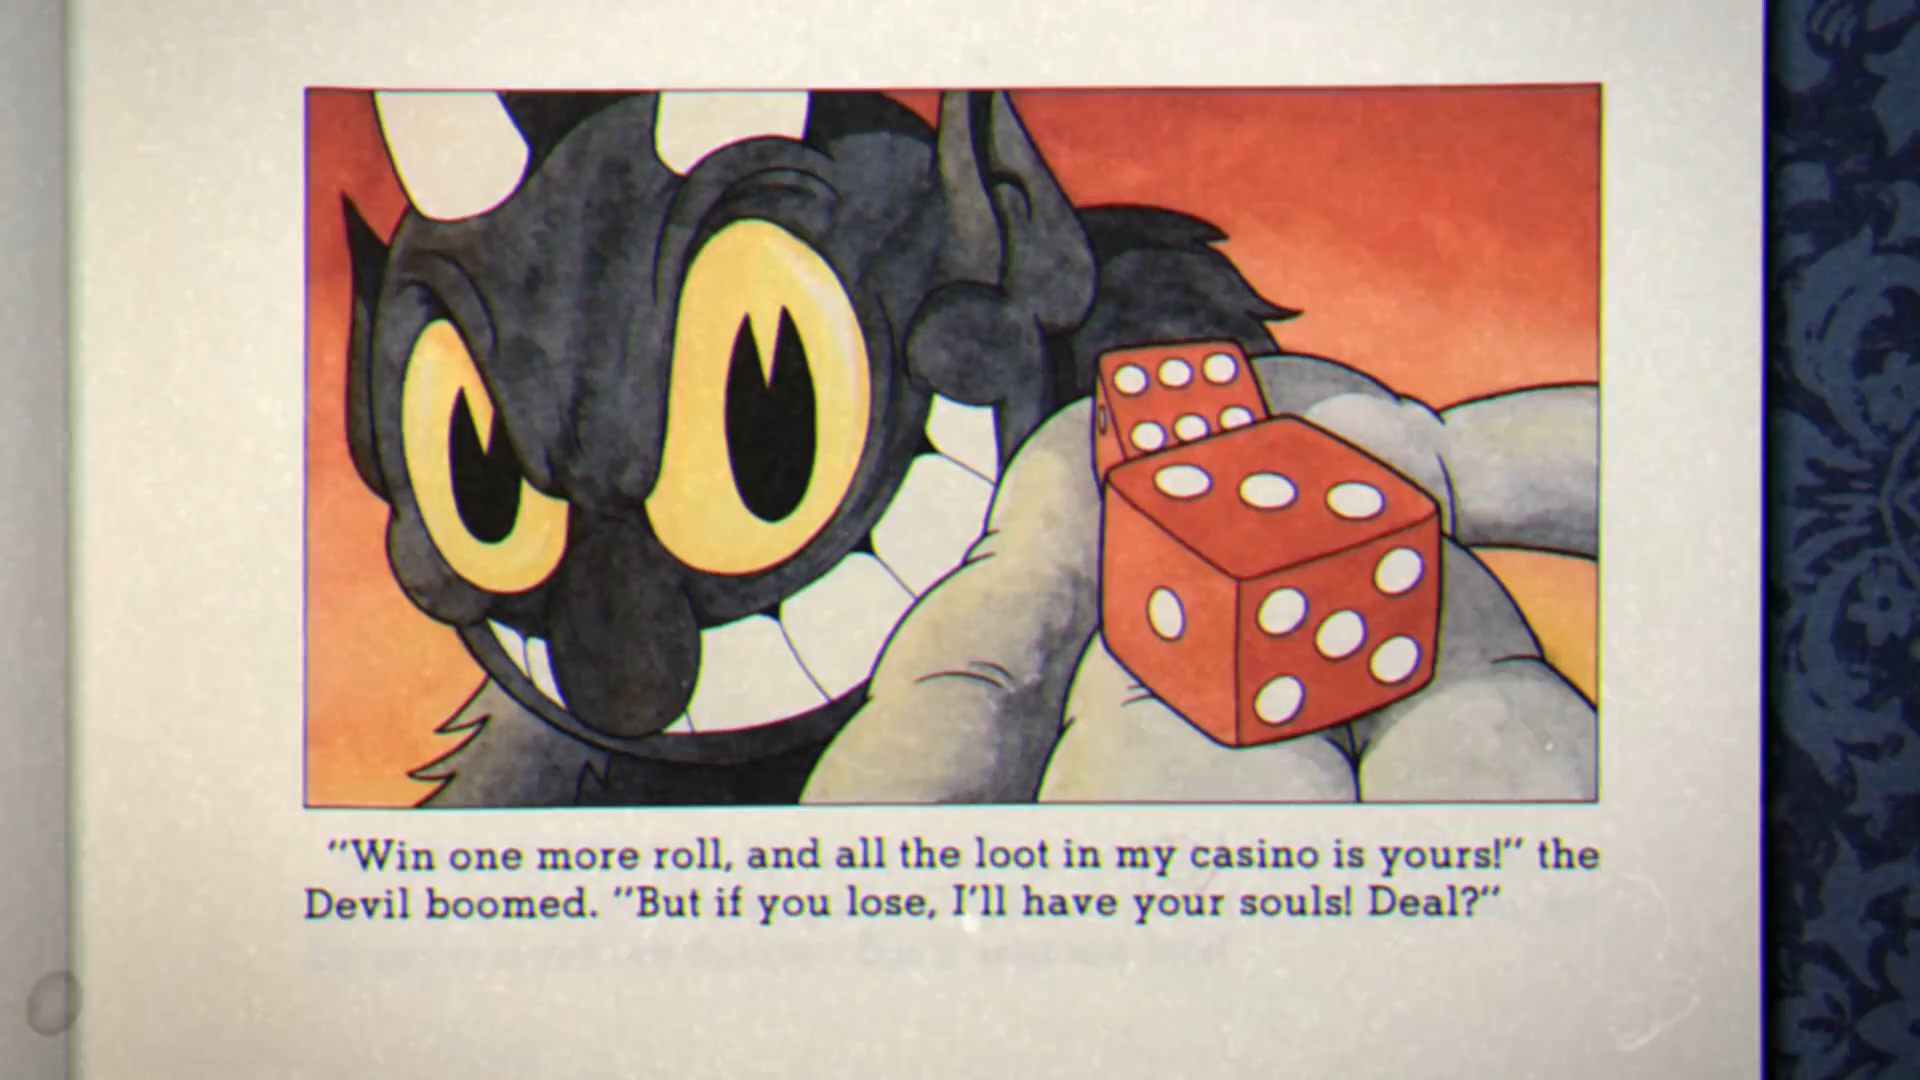 “Win one more roll, and all the loot in my casino is yours!” the
Devil boomed. “But if you lose, I’ll have your souls! Deal?”